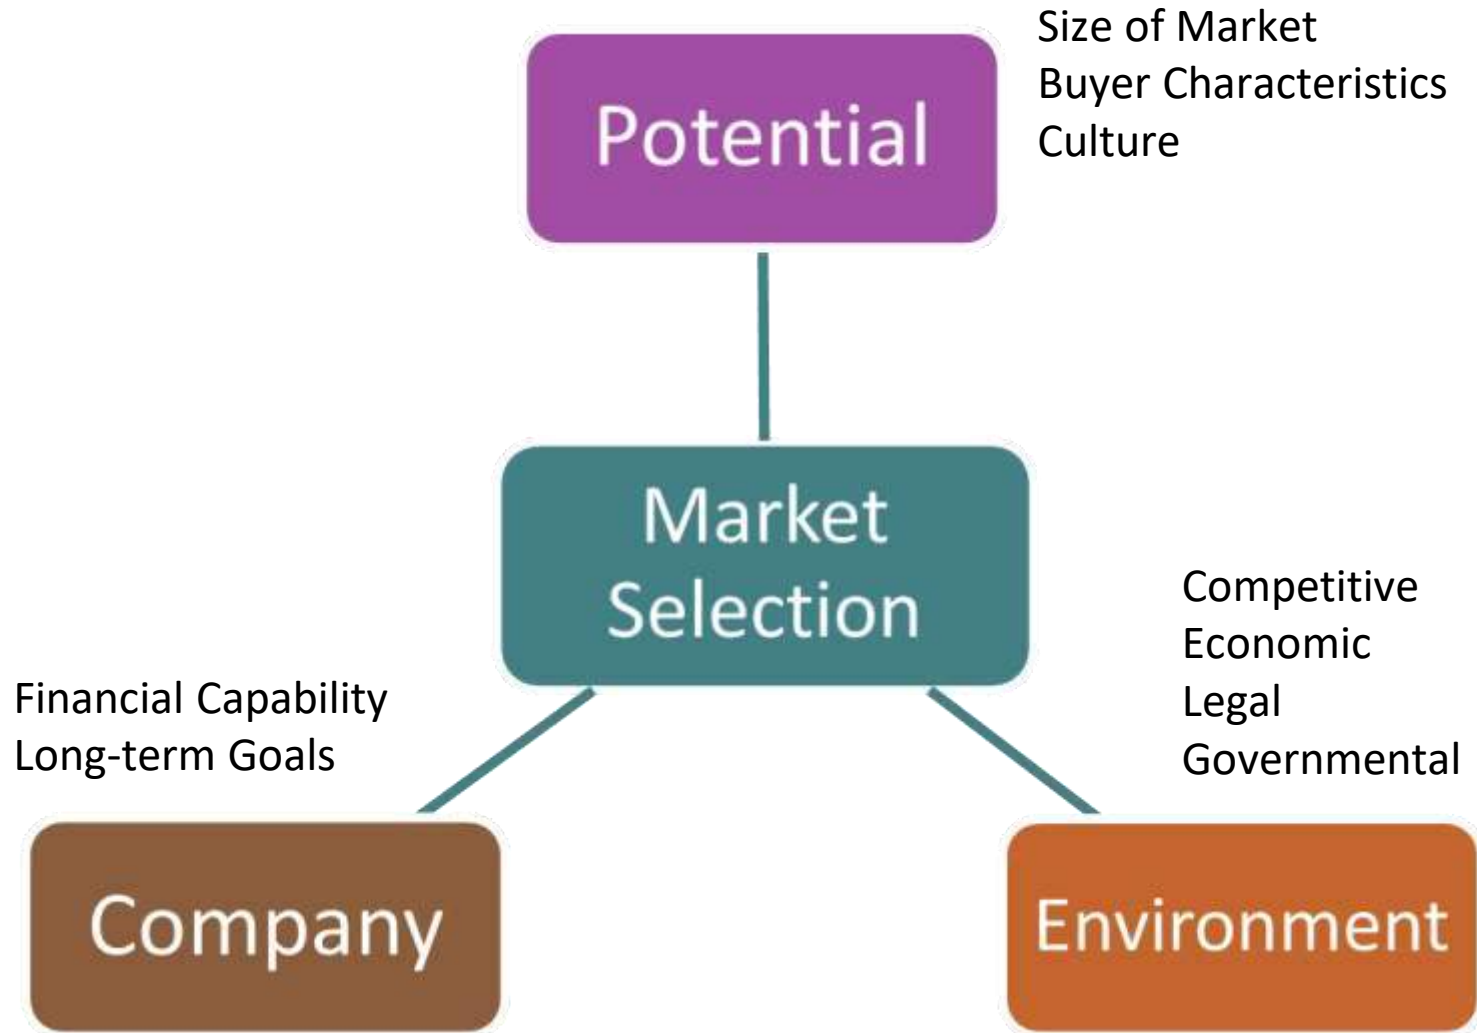 Size of Market
Buyer Characteristics
Culture
Potential
Market
Selection
Competitive
Economic
Legal
Governmental
Financial Capability
Long-term Goals
Company
Environment